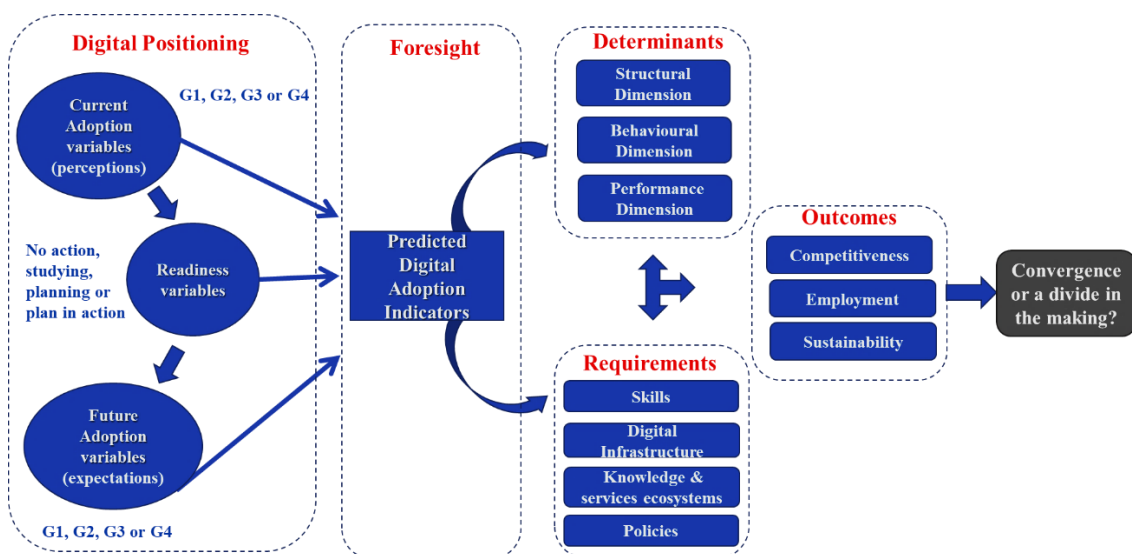 Digital Positioning
G1, G2, G3 or G4
Current
Adoption
variables
(perceptions)
No action,
studying,
planning or
plan in action
Readiness
variables
Future
Adoption
variables
(expectations)
G1, G2, G3 or G4
Foresight
Predicted
Digital
Adoption
Indicators
Determinants
Structural
Dimension
Behavioural
Dimension
Performance
Dimension
Requirements
Skills
Digital
Infrastructure
Knowledge &
services ecosystems
Policies
Outcomes
Competitiveness
Employment
Sustainability
Convergence
or a divide in
the making?